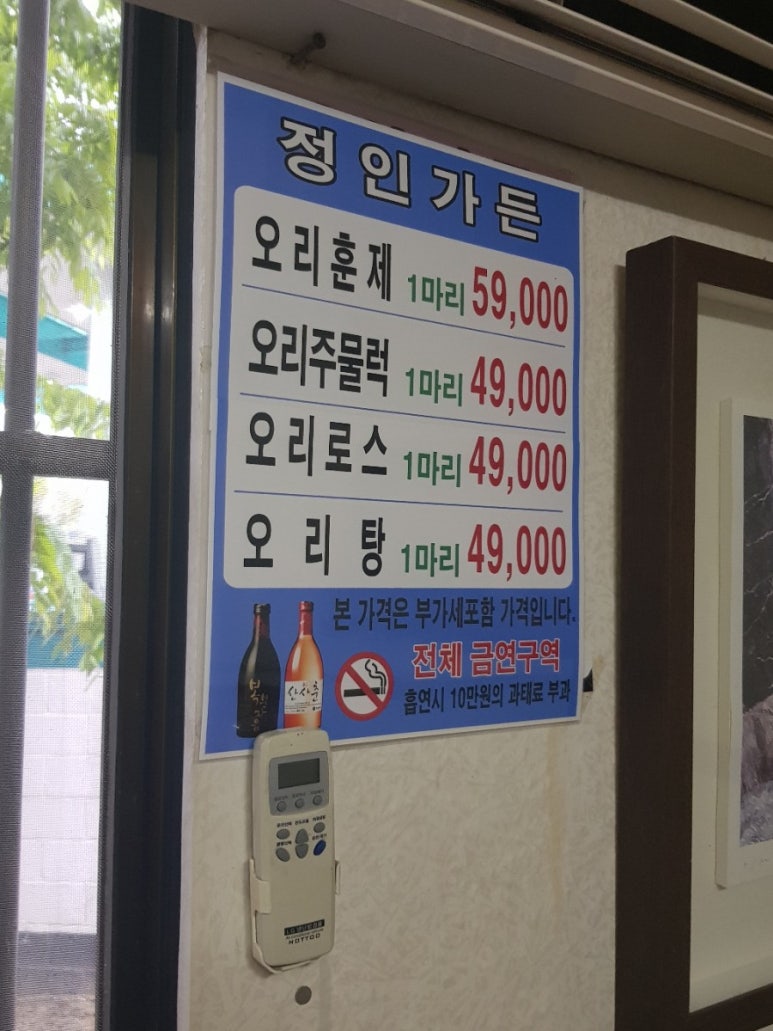 정인가든
오리훈제 1마리 59,000
오리주물럭 1마리 49,000
오리로스 1마리 49,000
오리탕 1마리 49,000
본 가격은 부가세포함 가격입니다.
전체 금연구역
흡연시 10만원의 과태료 부과
산사춘